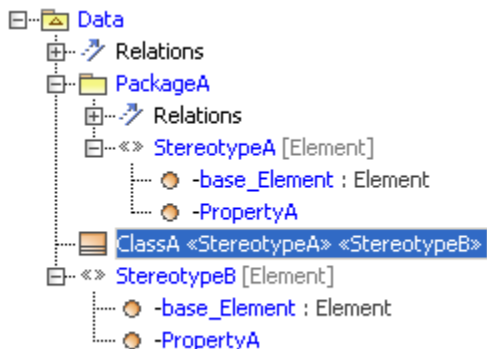 Data
Relations
PackageA
Relations
«» StereotypeA [Element]
-base_Element : Element
-PropertyA
ClassA «StereotypeA» «StereotypeB»
«» StereotypeB [Element]
-base_Element : Element
-PropertyA